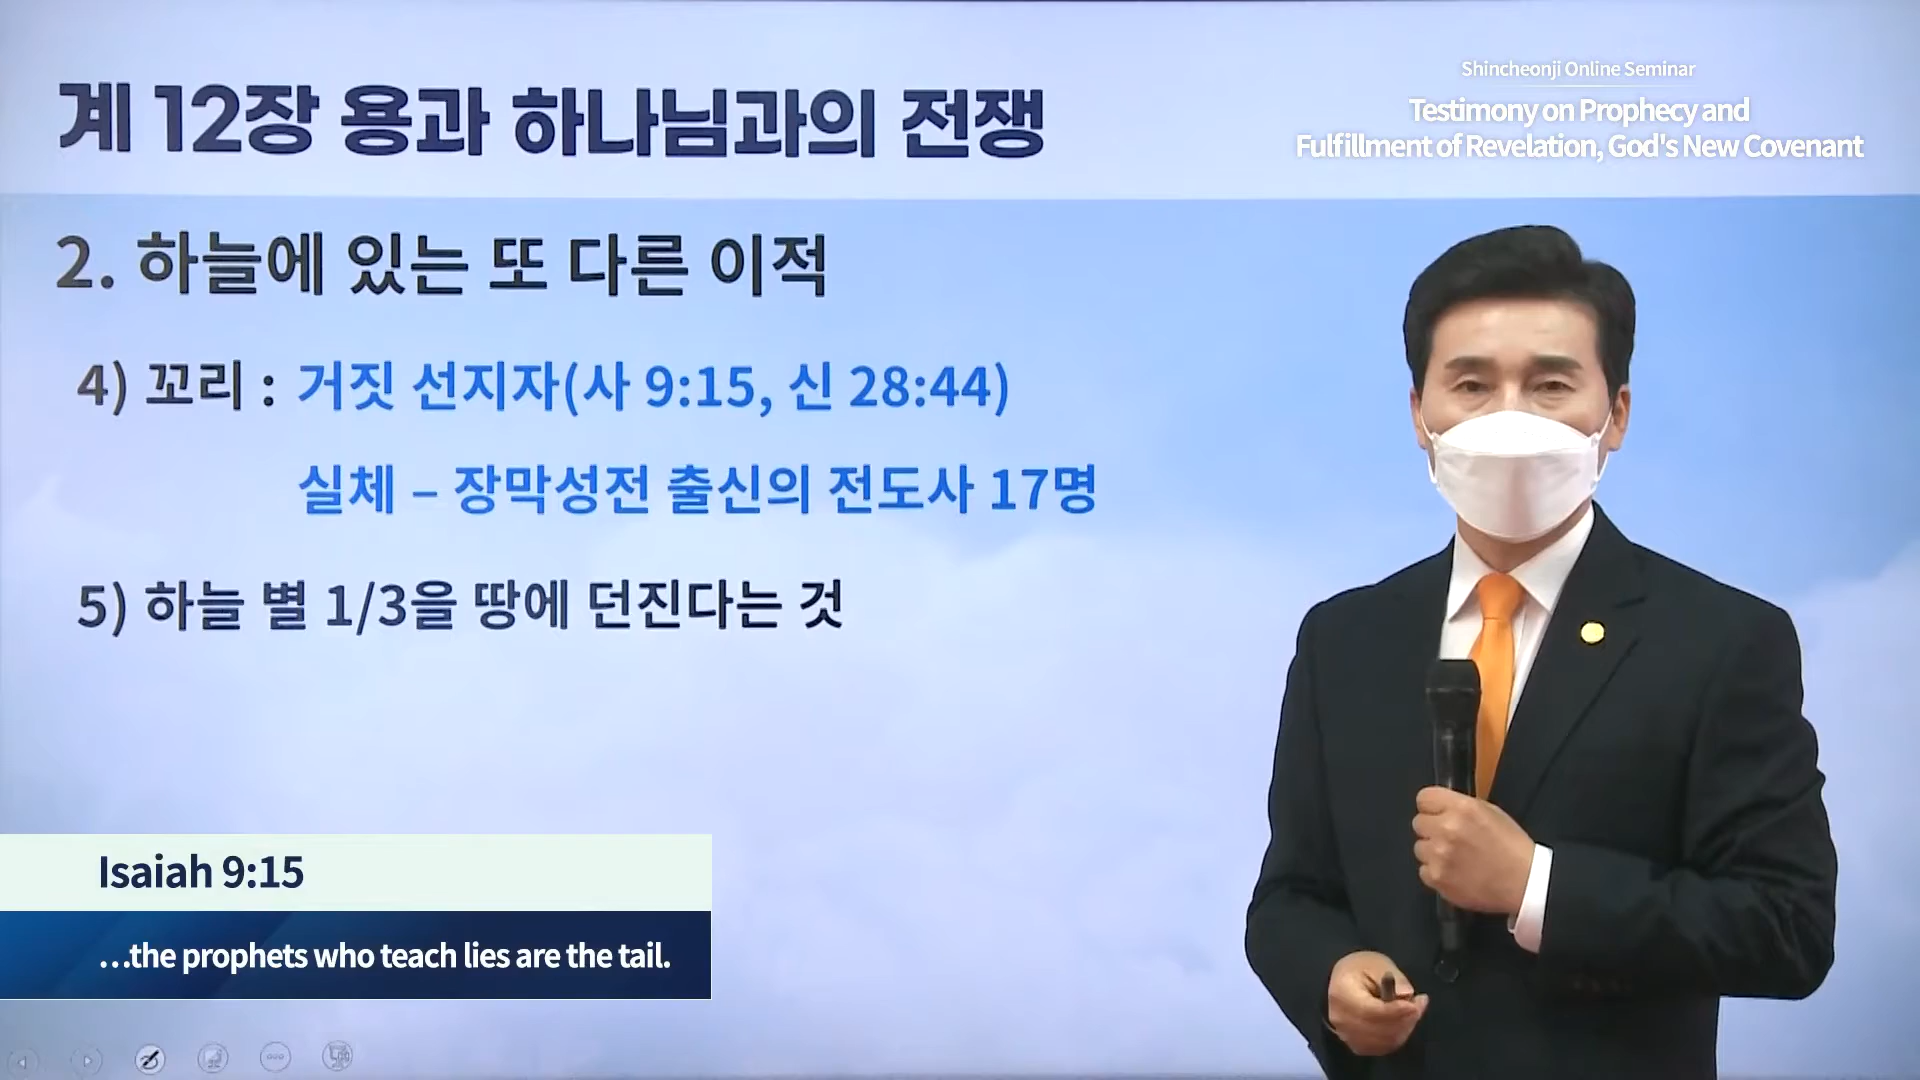 계 12장 용과 하나님과의 전쟁
Shincheonji Online Seminar
Testimony on Prophecy and
Fulfillment of Revelation, God's New Covenant
2. 하늘에 있는 또 다른 이적
4) 꼬리 : 거짓 선지자(사 9:15, 신 28:44)
실체 – 장막성전 출신의 전도사 17명
5) 하늘 별 1/3을 땅에 던진다는 것
Isaiah 9:15
…the prophets who teach lies are the tail.